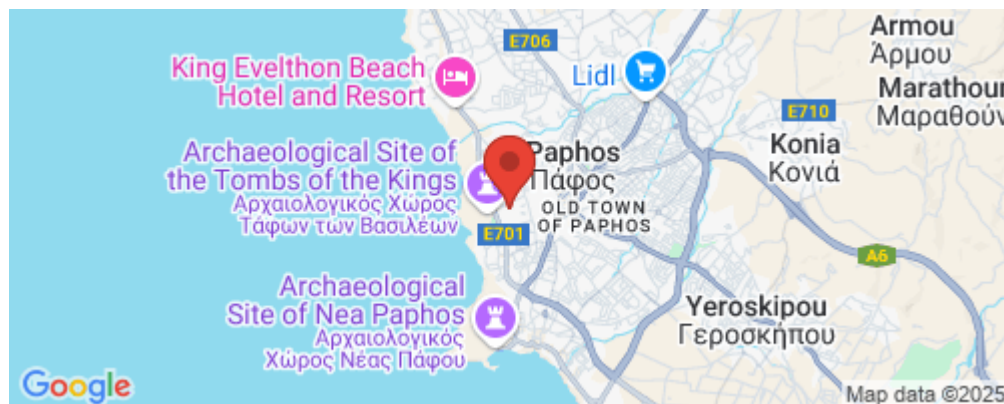 E706
King Evelthon Beach
Hotel and Resort
Lidl
Armou
Άρμου
Marathour
Μαραθούν
E710
Konia
Κονιά
Archaeological Site of
the Tombs of the Kings
Αρχαιολογικός Χώρος
Τάφων των Βασιλέων
Paphos
Πάφος
OLD TOWN
OF PAPHOS
E701
A6
Archaeological
Site of Nea Paphos
Αρχαιολογικός
Χώρος Νέας Πάφου
Yeroskipou
Γεροσκήπου
Google
Map data ©2025